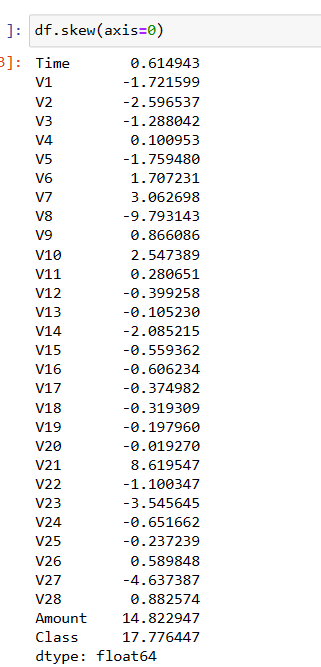 ]: df.skew(axis=0)
3]: Time 0.614943
V1 -1.721599
V2 -2.596537
V3 -1.288042
V4 0.100953
V5 -1.759480
V6 1.707231
V7 3.062698
V8 -9.793143
V9 0.866086
V10 2.547389
V11 0.280651
V12 -0.399258
V13 -0.105230
V14 -2.085215
V15 -0.559362
V16 -0.606234
V17 -0.374982
V18 -0.319309
V19 -0.197960
V20 -0.019270
V21 8.619547
V22 -1.100347
V23 -3.545645
V24 -0.651662
V25 -0.237239
V26 0.589848
V27 -4.637387
V28 0.882574
Amount 14.822947
Class 17.776447
dtype: float64